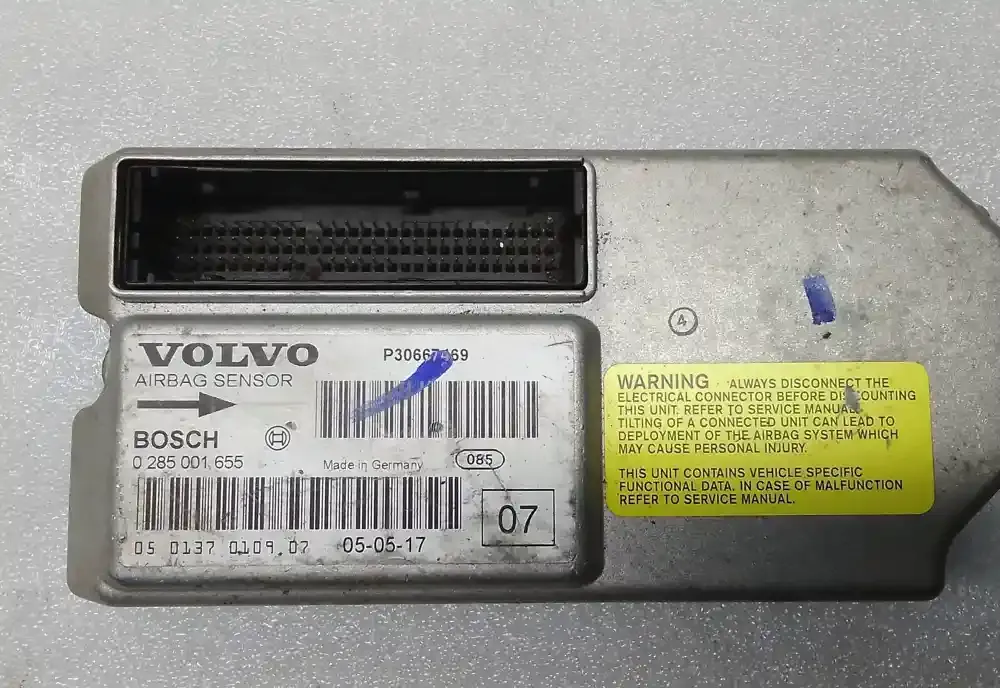 VOLVO
AIRBAG SENSOR
BOSCH
0 285 001 655
Made in Germany
085
05 0137 0109 07
05-05-17
07
4
WARNING ALWAYS DISCONNECT THE
ELECTRICAL CONNECTOR BEFORE DISCOUNTING
THIS UNIT. REFER TO SERVICE MANUAL.
TILTING OF A CONNECTED UNIT CAN LEAD TO
DEPLOYMENT OF THE AIRBAG SYSTEM WHICH
MAY CAUSE PERSONAL INJURY.
THIS UNIT CONTAINS VEHICLE SPECIFIC
FUNCTIONAL DATA. IN CASE OF MALFUNCTION
REFER TO SERVICE MANUAL.